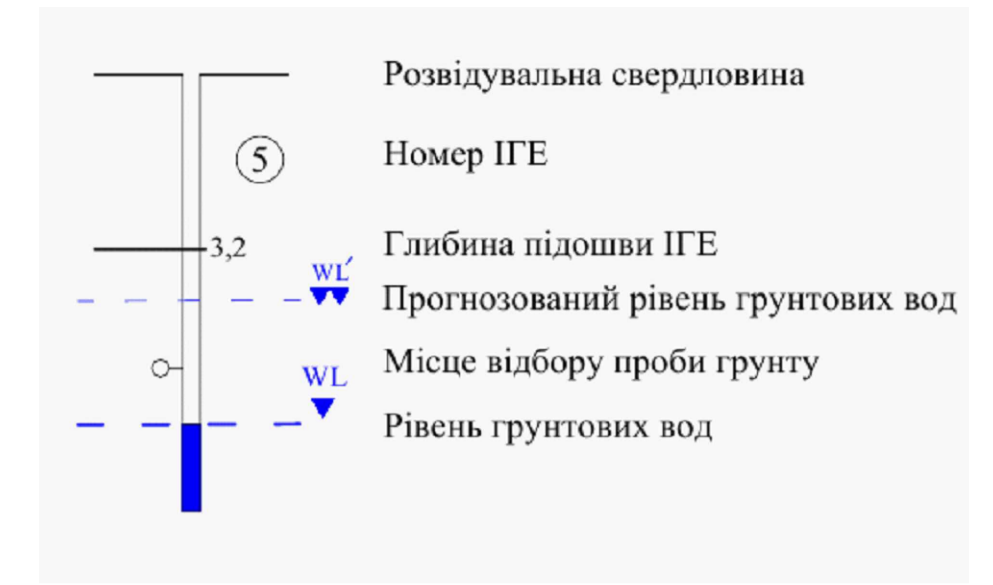 Розвідувальна свердловина
5 Номер ІГЕ
3,2 Глибина підошви ІГЕ
WL′ Прогнозований рівень грунтових вод
Місце відбору проби грунту
WL
Рівень грунтових вод